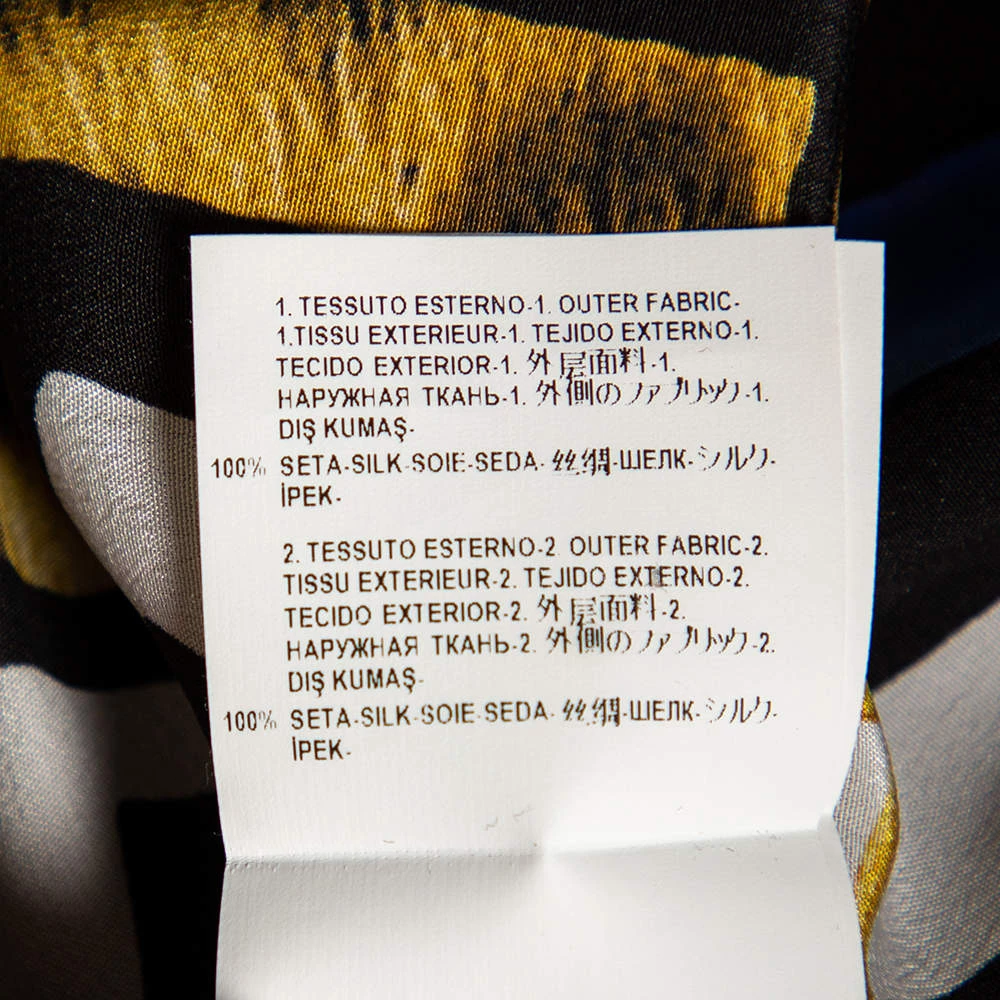 1. TESSUTO ESTERNO-1. OUTER FABRIC-
1.TISSU EXTERIEUR-1. TEJIDO EXTERNO-1.
TECIDO EXTERIOR-1. 外层面料-1.
НАРУЖНАЯ ТКАНЬ-1. 外側のファブリック-1.
DIŞ KUMAŞ-
100% SETA-SILK-SOIE-SEDA-丝绸-ШЕЛК-シルク-
İPEK-
2. TESSUTO ESTERNO-2. OUTER FABRIC-2.
TISSU EXTERIEUR-2. TEJIDO EXTERNO-2.
TECIDO EXTERIOR-2. 外层面料-2.
НАРУЖНАЯ ТКАНЬ-2. 外側のファブリック-2.
DIŞ KUMAŞ-
100% SETA-SILK-SOIE-SEDA-丝绸-ШЕЛК-シルク-
İPEK-